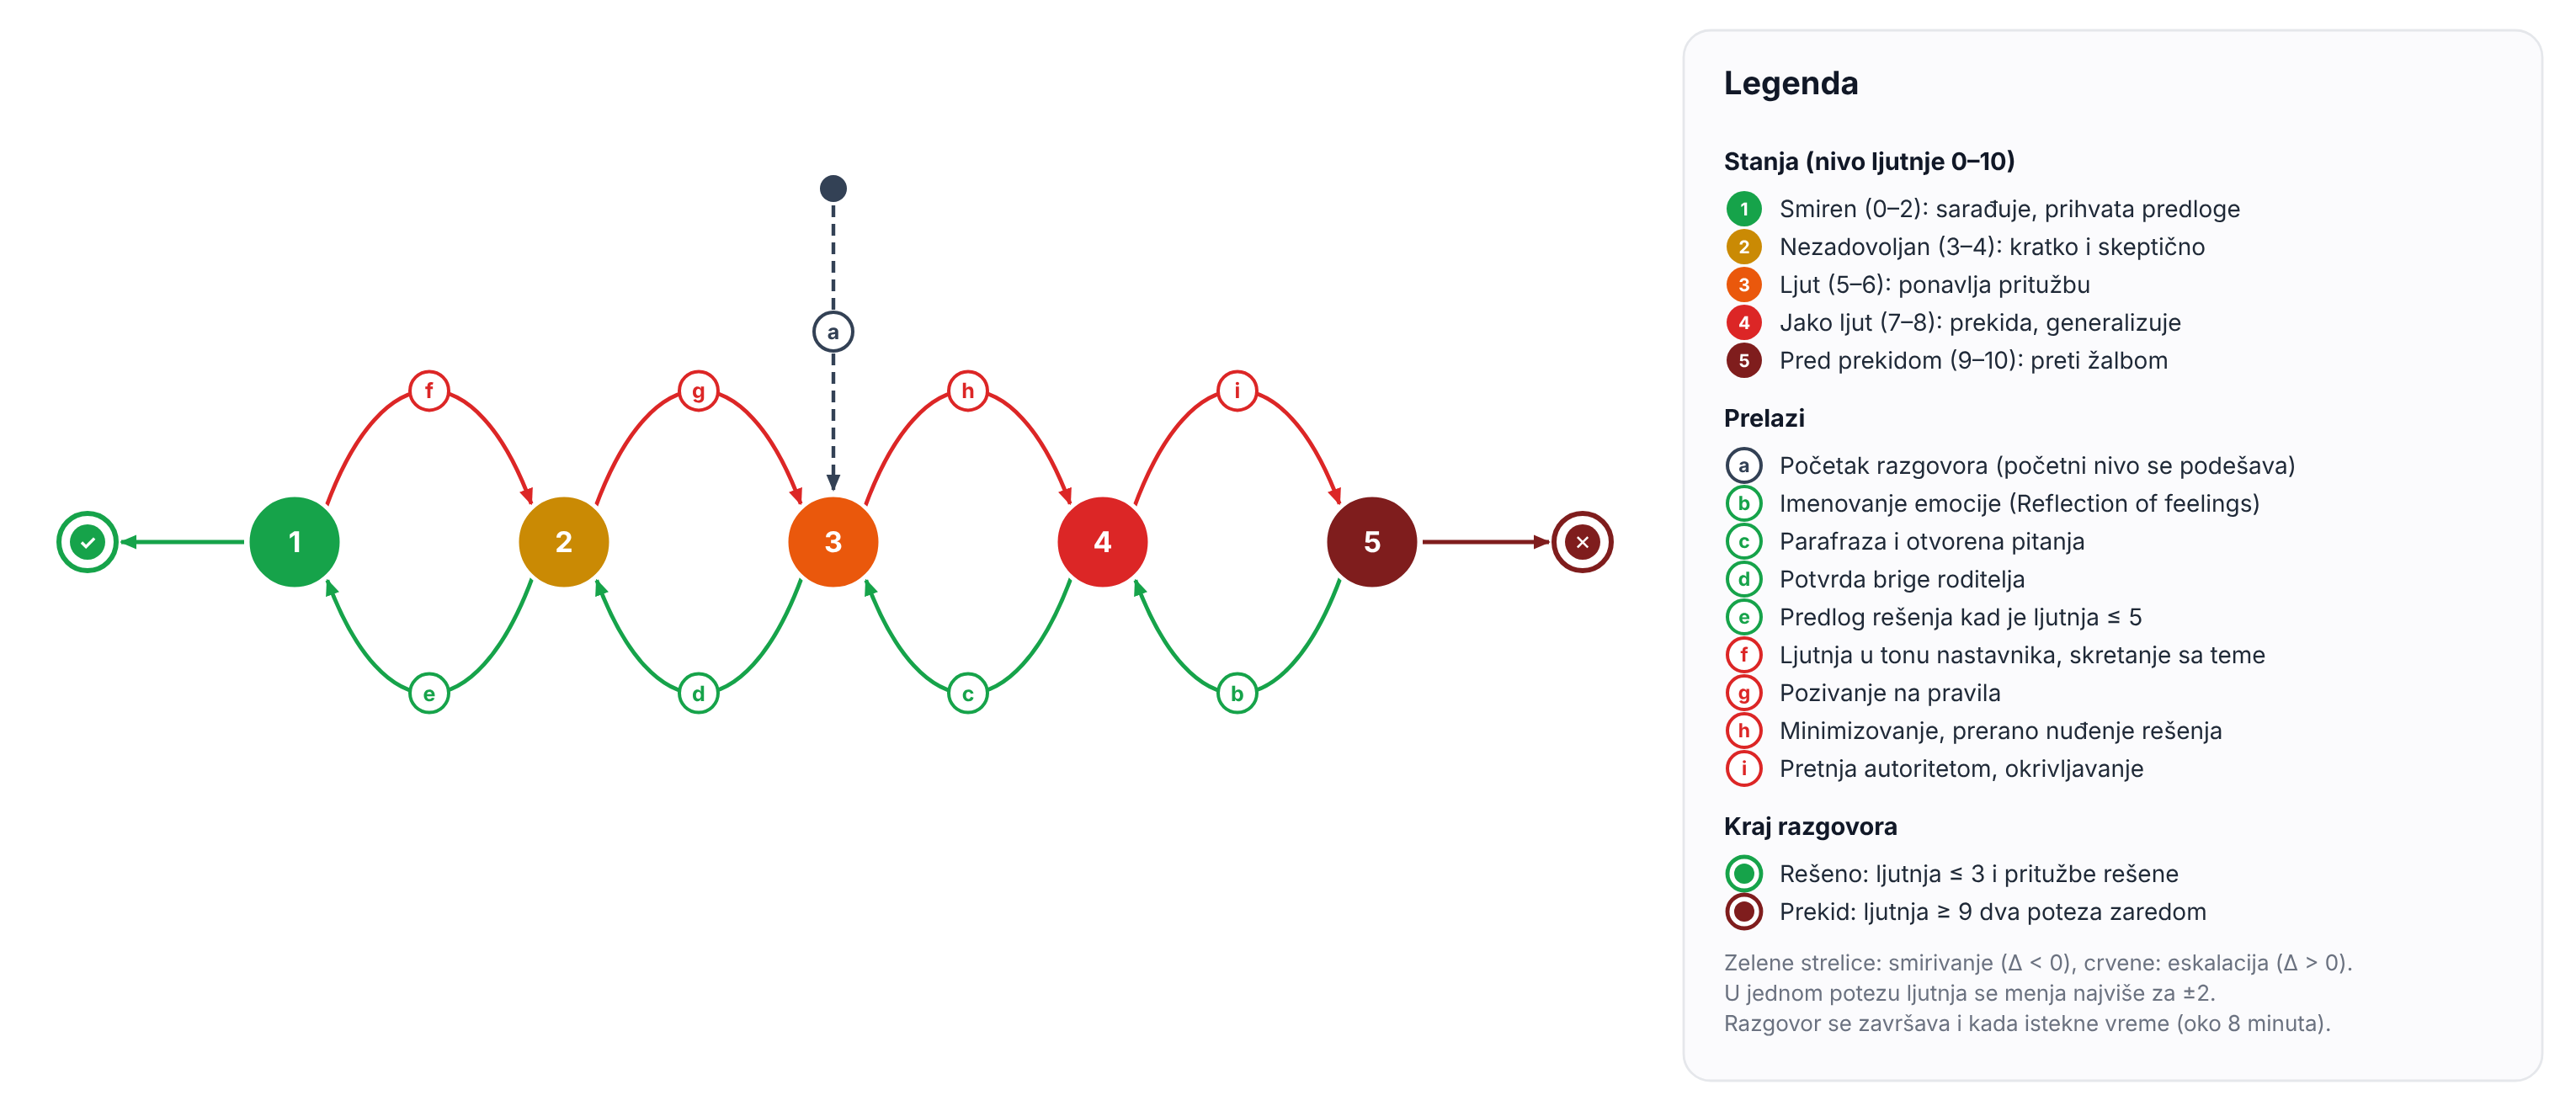 a
f
g
h
i
1
2
3
4
5
e
d
c
b
Legenda
Stanja (nivo ljutnje 0–10)
1 Smiren (0–2): sarađuje, prihvata predloge
2 Nezadovoljan (3–4): kratko i skeptično
3 Ljut (5–6): ponavlja pritužbu
4 Jako ljut (7–8): prekida, generalizuje
5 Pred prekidom (9–10): preti žalbom
Prelazi
a Početak razgovora (početni nivo se podešava)
b Imenovanje emocije (Reflection of feelings)
c Parafraza i otvorena pitanja
d Potvrda brige roditelja
e Predlog rešenja kad je ljutnja ≤ 5
f Ljutnja u tonu nastavnika, skretanje sa teme
g Pozivanje na pravila
h Minimizovanje, prerano nuđenje rešenja
i Pretnja autoritetom, okrivljavanje
Kraj razgovora
Rešeno: ljutnja ≤ 3 i pritužbe rešene
Prekid: ljutnja ≥ 9 dva poteza zaredom
Zelene strelice: smirivanje (Δ < 0), crvene: eskalacija (Δ > 0).
U jednom potezu ljutnja se menja najviše za ±2.
Razgovor se završava i kada istekne vreme (oko 8 minuta).